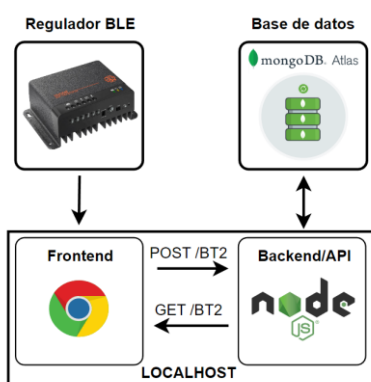 Regulador BLE
Base de datos
mongoDB. Atlas
Frontend
POST /BT2
Backend/API
GET /BT2
node
JS
LOCALHOST